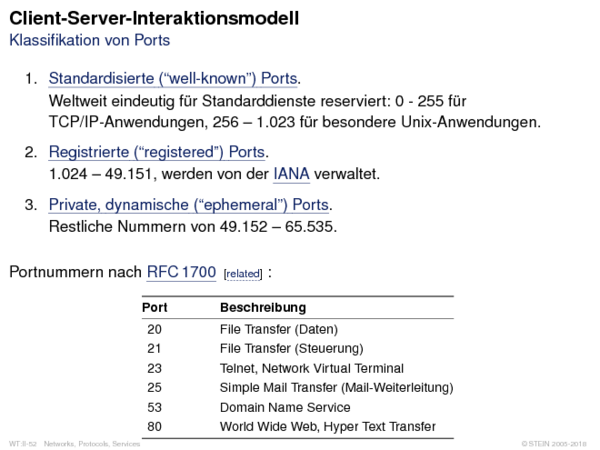 Client-Server-Interaktionsmodell
Klassifikation von Ports
1. Standardisierte (“well-known”) Ports.
Weltweit eindeutig für Standarddienste reserviert: 0 - 255 für
TCP/IP-Anwendungen, 256 – 1.023 für besondere Unix-Anwendungen.
2. Registrierte (“registered”) Ports.
1.024 – 49.151, werden von der IANA verwaltet.
3. Private, dynamische (“ephemeral”) Ports.
Restliche Nummern von 49.152 – 65.535.
Portnummern nach RFC 1700 [related] :
Port Beschreibung
20 File Transfer (Daten)
21 File Transfer (Steuerung)
23 Telnet, Network Virtual Terminal
25 Simple Mail Transfer (Mail-Weiterleitung)
53 Domain Name Service
80 World Wide Web, Hyper Text Transfer
WT:II-52 Networks, Protocols, Services © STEIN 2005-2018